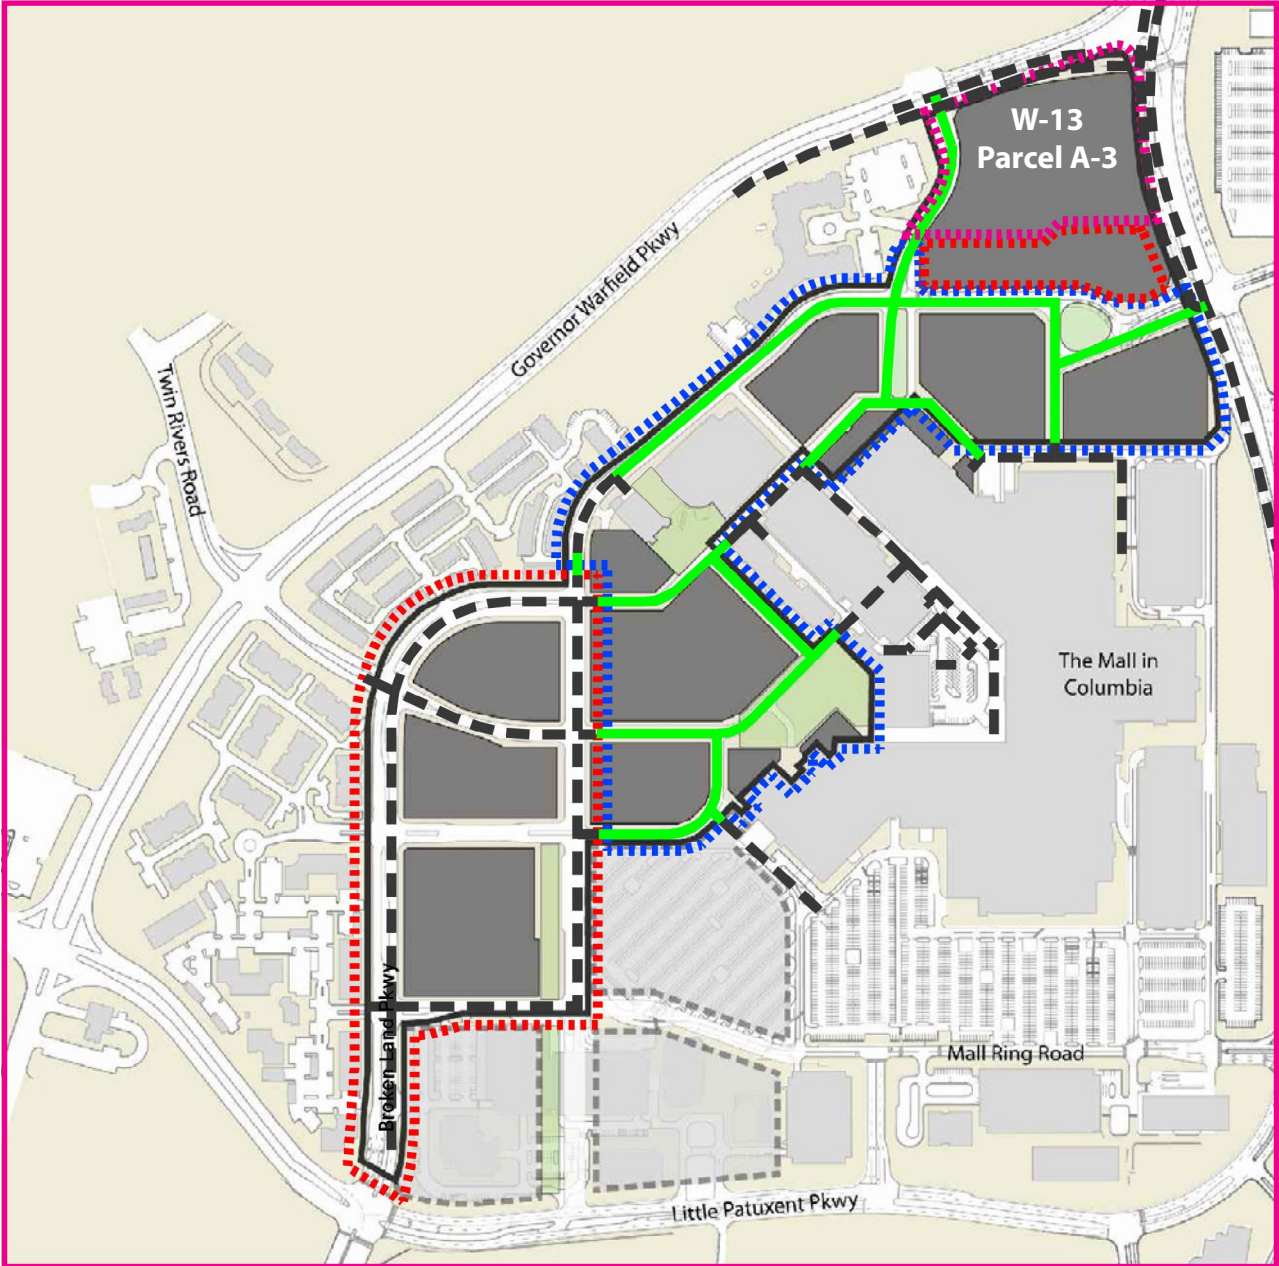 W-13
Parcel A-3
Governor Warfield Pkwy
Twin Rivers Road
The Mall in
Columbia
Broken Land Pkwy
Mall Ring Road
Little Patuxent Pkwy